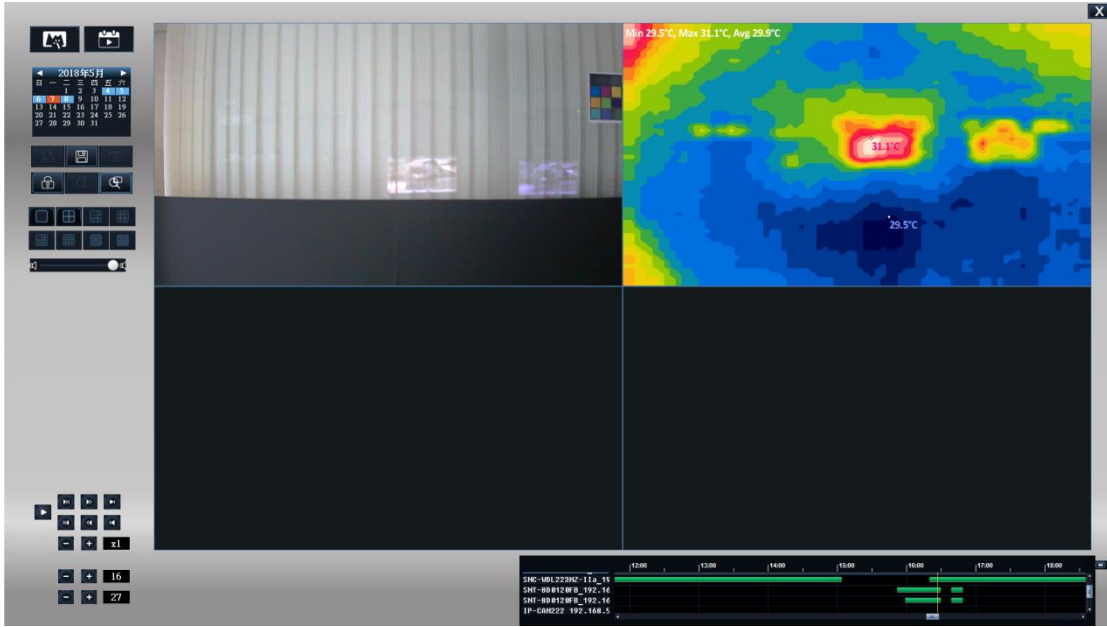 X
2018年5月
日 一 二 三 四 五 六
1 2 3 4 5
6 7 8 9 10 11 12
13 14 15 16 17 18 19
20 21 22 23 24 25 26
27 28 29 30 31
Min 29.5°C, Max 31.1°C, Avg 29.9°C
31.1°C
29.5°C
x1
16
27
12:00 13:00 14:00 15:00 16:00 17:00 18:00
SNC-WDL223MZ-IIa_19
SNT-8D0120FB_192.16
SNT-8D0120FB_192.16
IP-CAM222 192.168.5